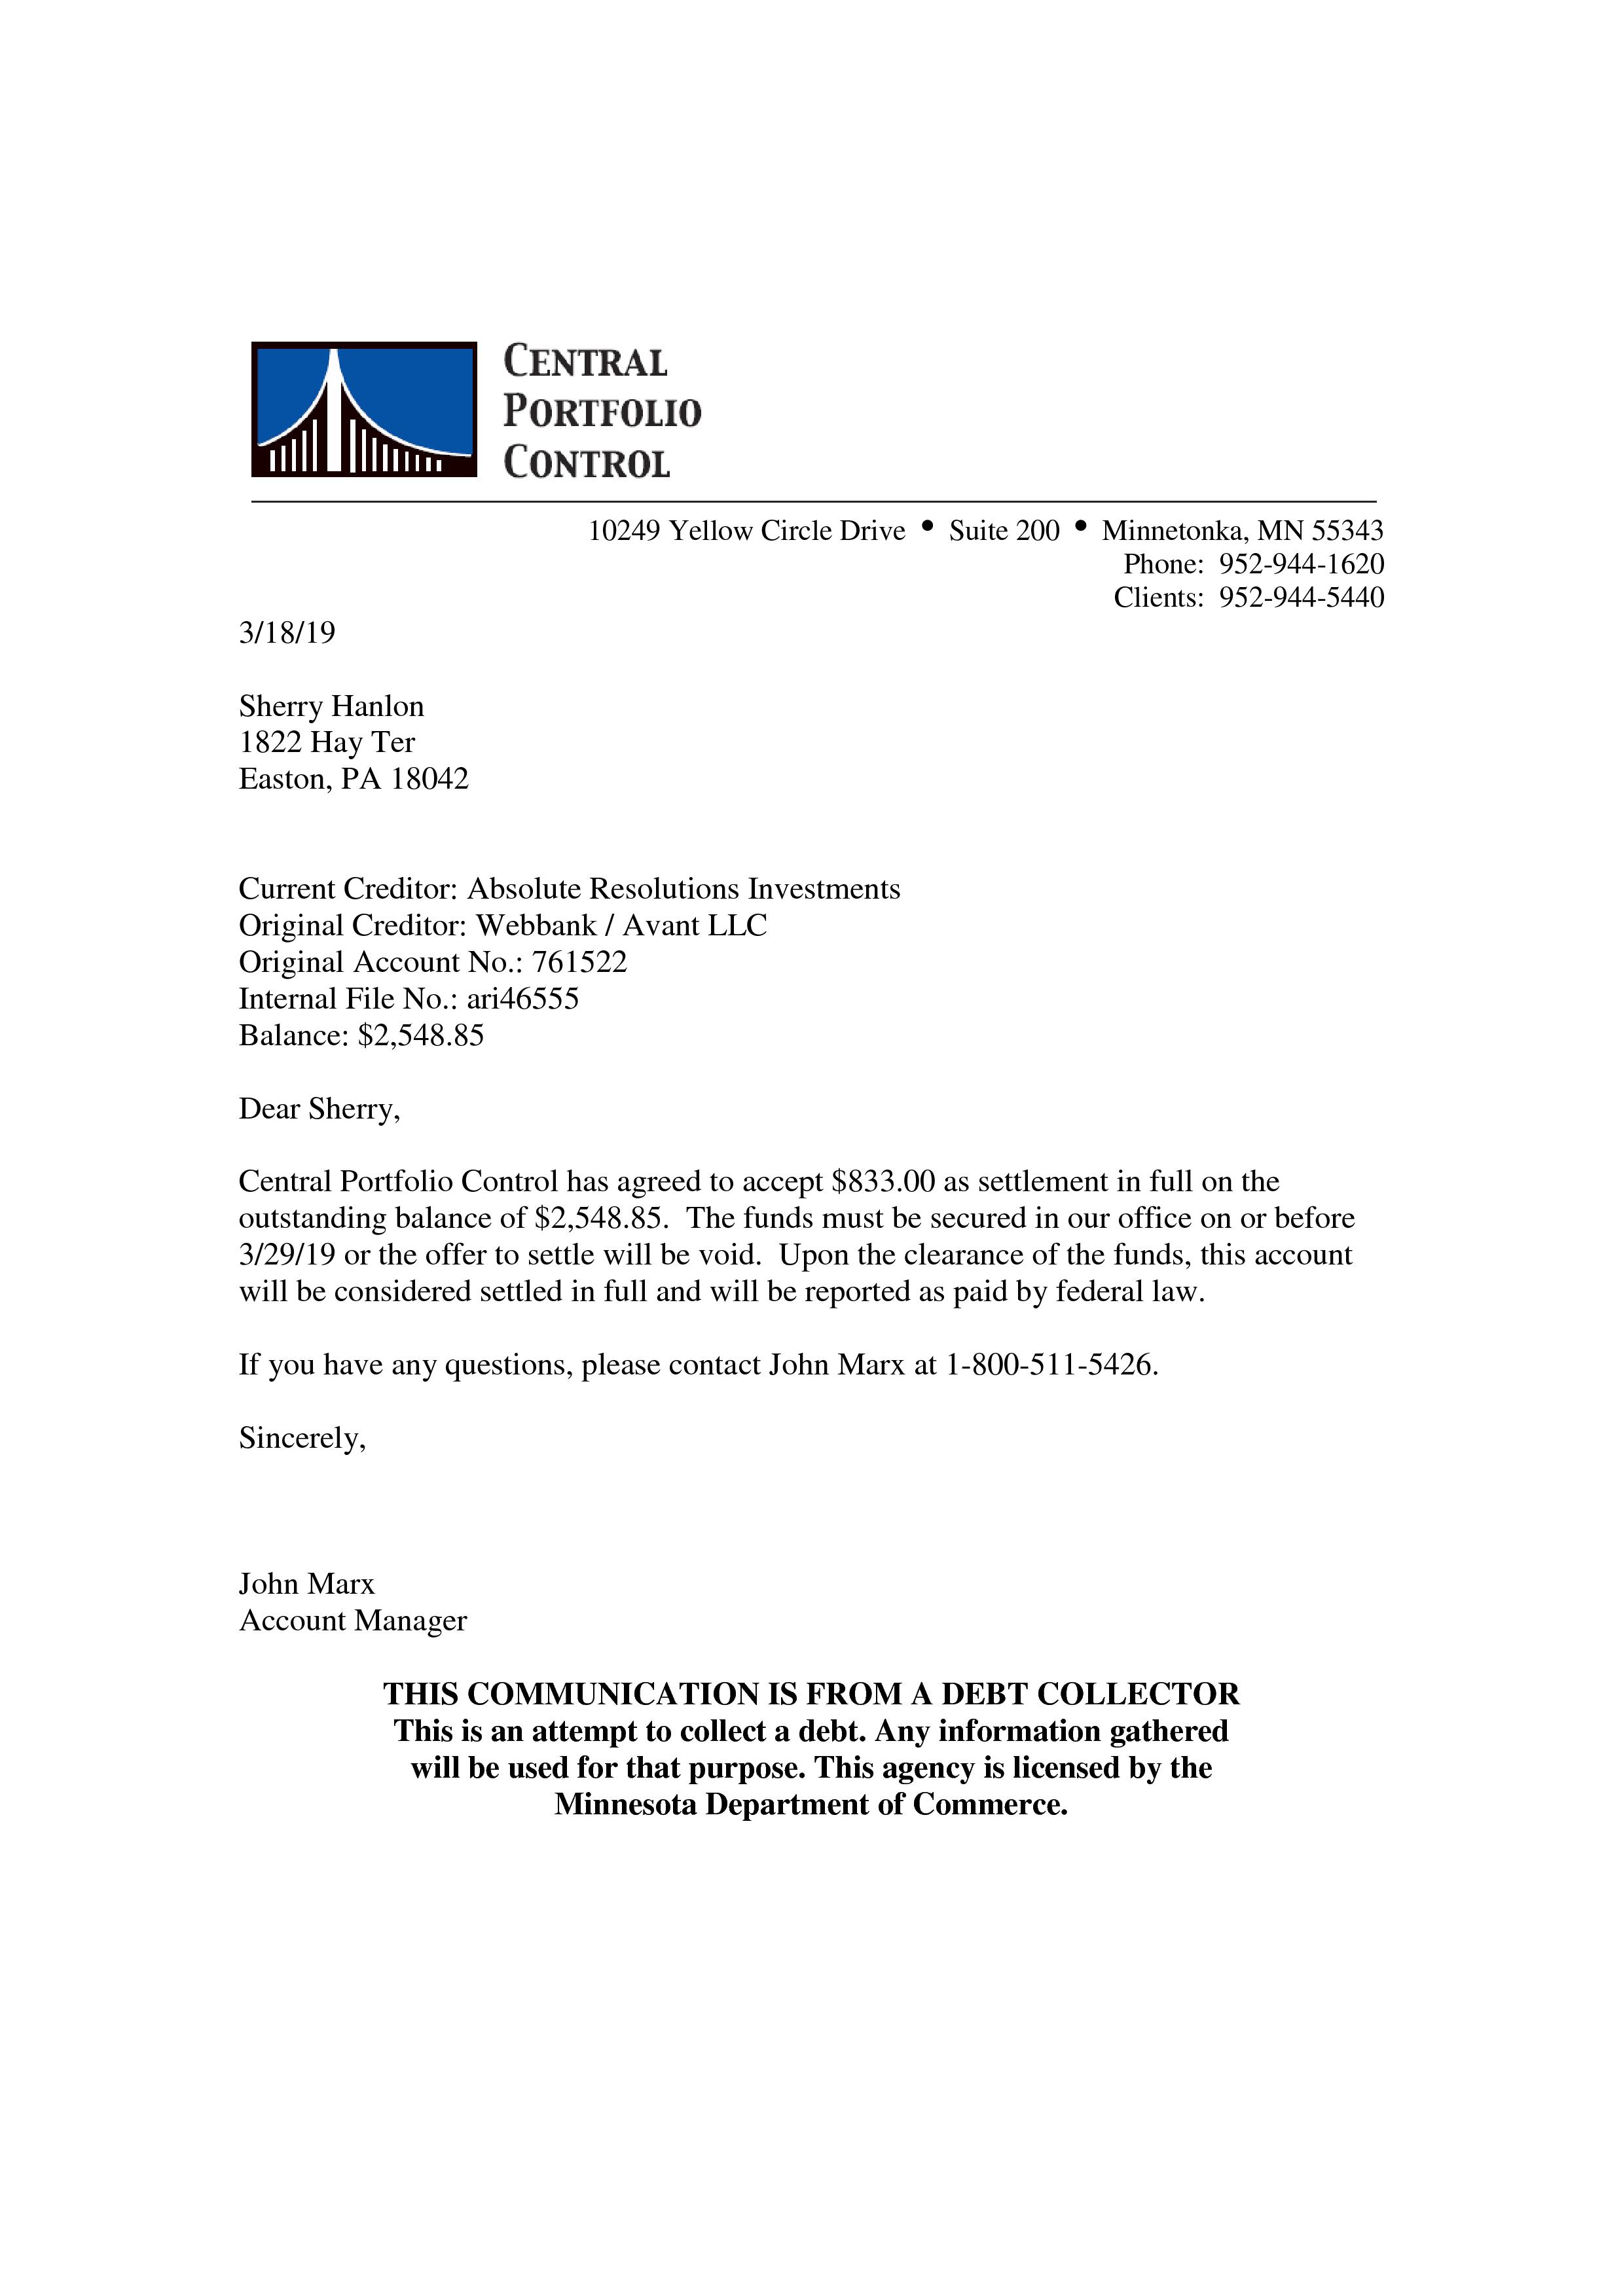 CENTRAL
PORTFOLIO
CONTROL
10249 Yellow Circle Drive • Suite 200 • Minnetonka, MN 55343
Phone: 952-944-1620
Clients: 952-944-5440
3/18/19
Sherry Hanlon
1822 Hay Ter
Easton, PA 18042
Current Creditor: Absolute Resolutions Investments
Original Creditor: Webbank / Avant LLC
Original Account No.: 761522
Internal File No.: ari46555
Balance: $2,548.85
Dear Sherry,
Central Portfolio Control has agreed to accept $833.00 as settlement in full on the
outstanding balance of $2,548.85.  The funds must be secured in our office on or before
3/29/19 or the offer to settle will be void.  Upon the clearance of the funds, this account
will be considered settled in full and will be reported as paid by federal law.
If you have any questions, please contact John Marx at 1-800-511-5426.
Sincerely,
John Marx
Account Manager
THIS COMMUNICATION IS FROM A DEBT COLLECTOR
This is an attempt to collect a debt. Any information gathered
will be used for that purpose. This agency is licensed by the
Minnesota Department of Commerce.